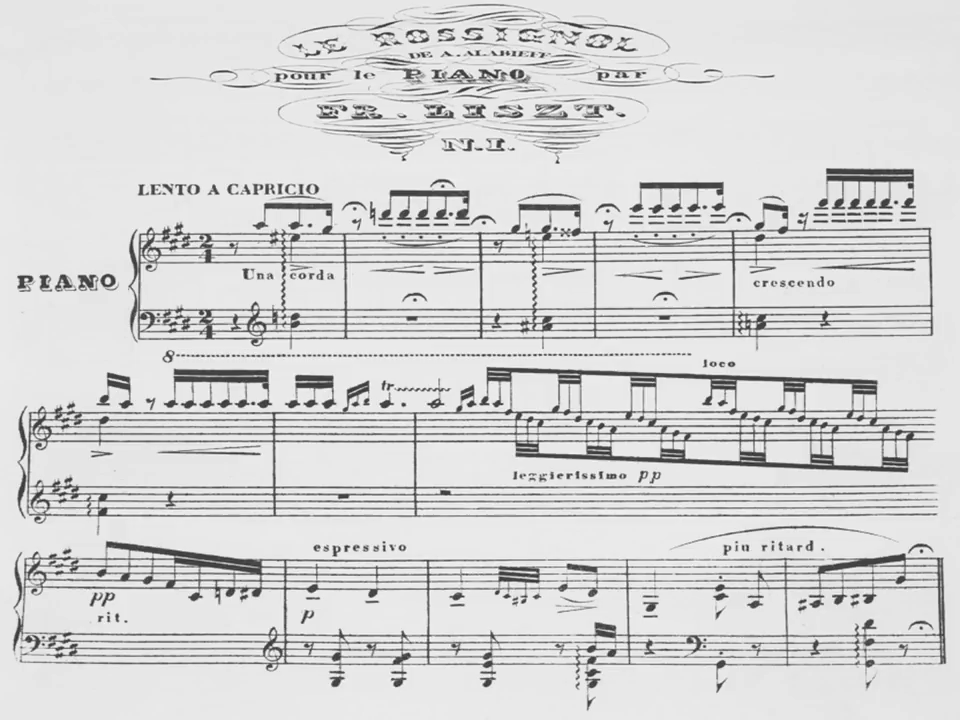 LE ROSSIGNOL
DE A. ALABIEFF
pour le PIANO par
FR. LISZT.
N.I.
LENTO A CAPRICIO
PIANO
Una corda
crescendo
8
loco
tr
leggierissimo pp
espressivo
piu ritard.
pp
p
rit.